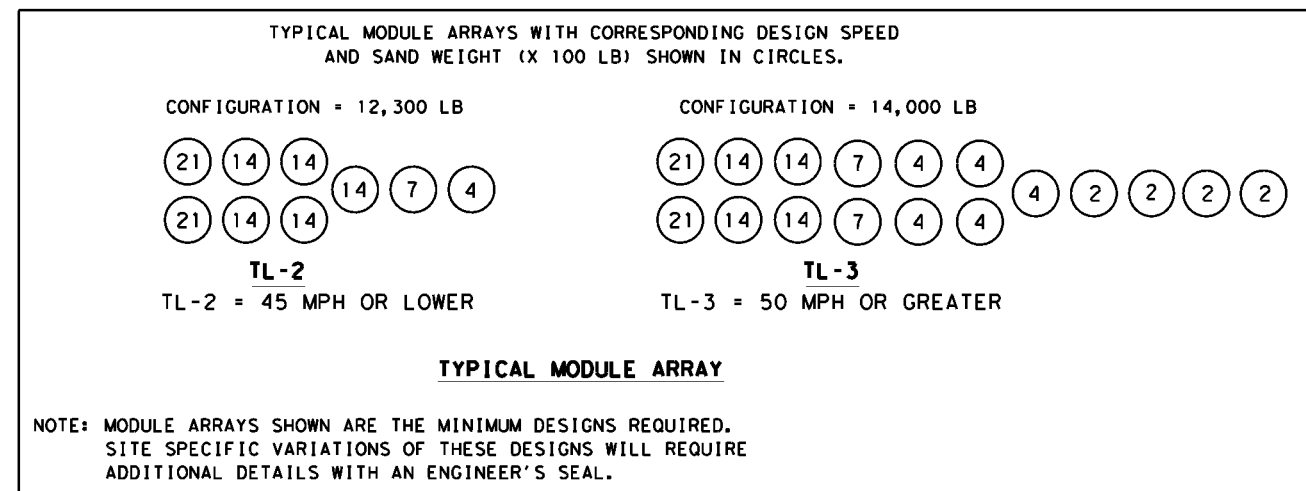 TYPICAL MODULE ARRAYS WITH CORRESPONDING DESIGN SPEED
AND SAND WEIGHT (X 100 LB) SHOWN IN CIRCLES.
CONFIGURATION = 12,300 LB
21 14 14
14 7 4
21 14 14
TL-2
TL-2 = 45 MPH OR LOWER
CONFIGURATION = 14,000 LB
21 14 14 7 4 4
4 2 2 2 2
21 14 14 7 4 4
TL-3
TL-3 = 50 MPH OR GREATER
TYPICAL MODULE ARRAY
NOTE: MODULE ARRAYS SHOWN ARE THE MINIMUM DESIGNS REQUIRED.
SITE SPECIFIC VARIATIONS OF THESE DESIGNS WILL REQUIRE
ADDITIONAL DETAILS WITH AN ENGINEER'S SEAL.